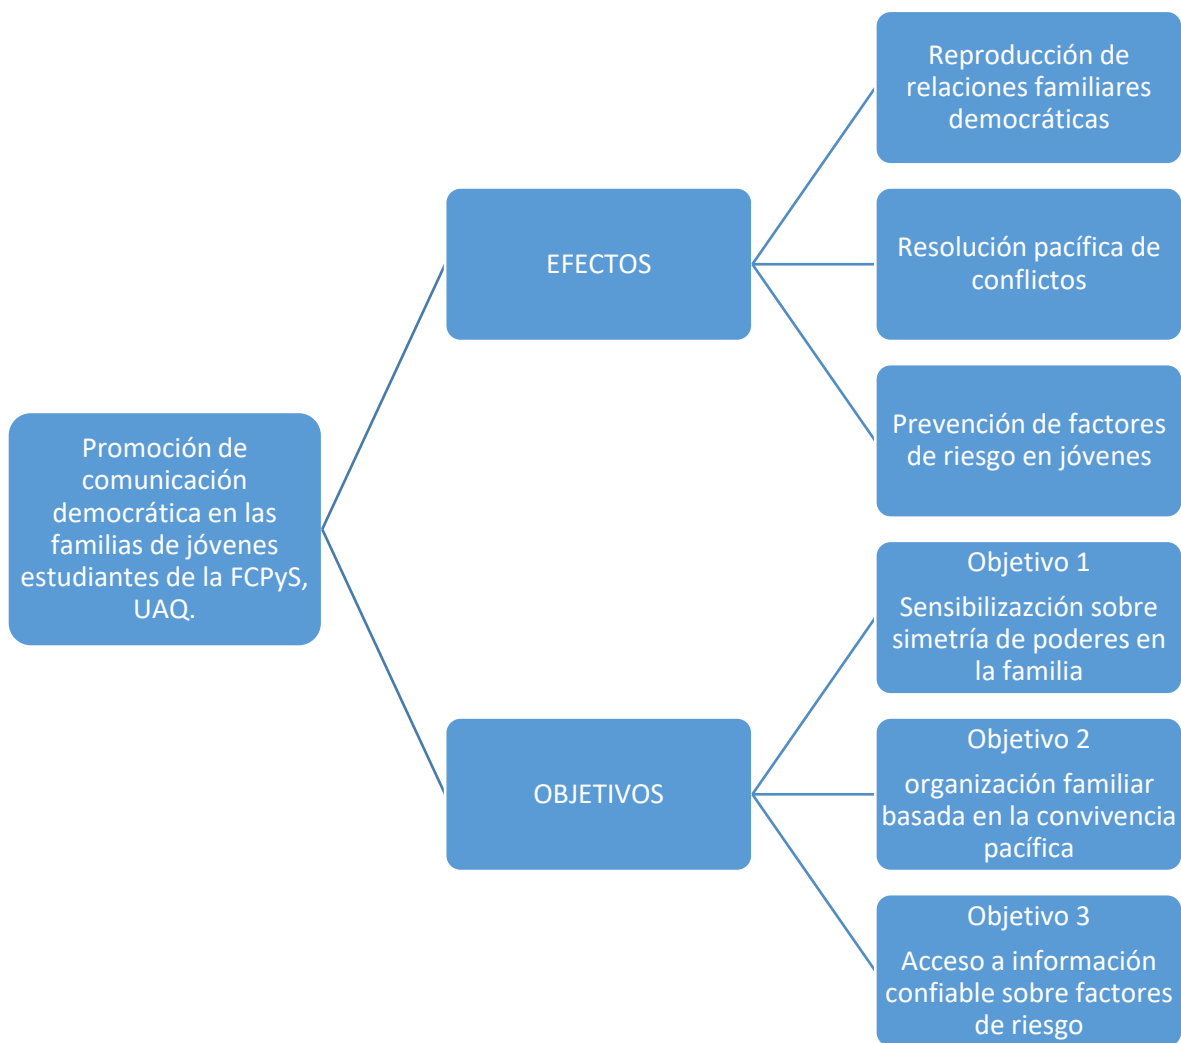 Promoción de
comunicación
democrática en las
familias de jóvenes
estudiantes de la FCPyS,
UAQ.
EFECTOS
Reproducción de
relaciones familiares
democráticas
Resolución pacífica de
conflictos
Prevención de factores
de riesgo en jóvenes
OBJETIVOS
Objetivo 1
Sensibilizazción sobre
simetría de poderes en
la familia
Objetivo 2
organización familiar
basada en la convivencia
pacífica
Objetivo 3
Acceso a información
confiable sobre factores
de riesgo